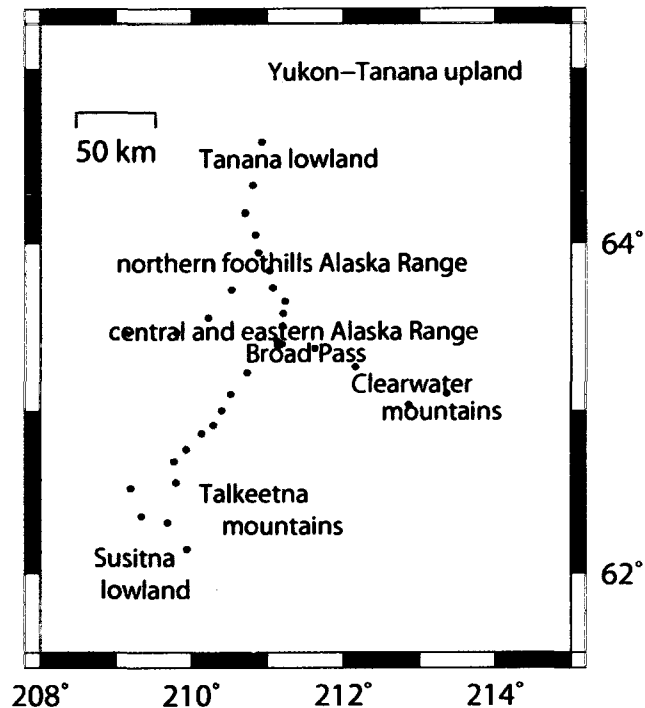 Yukon–Tanana upland
50 km
Tanana lowland
64°
northern foothills Alaska Range
central and eastern Alaska Range
Broad Pass
Clearwater
mountains
Talkeetna
mountains
Susitna
lowland
62°
208°
210°
212°
214°